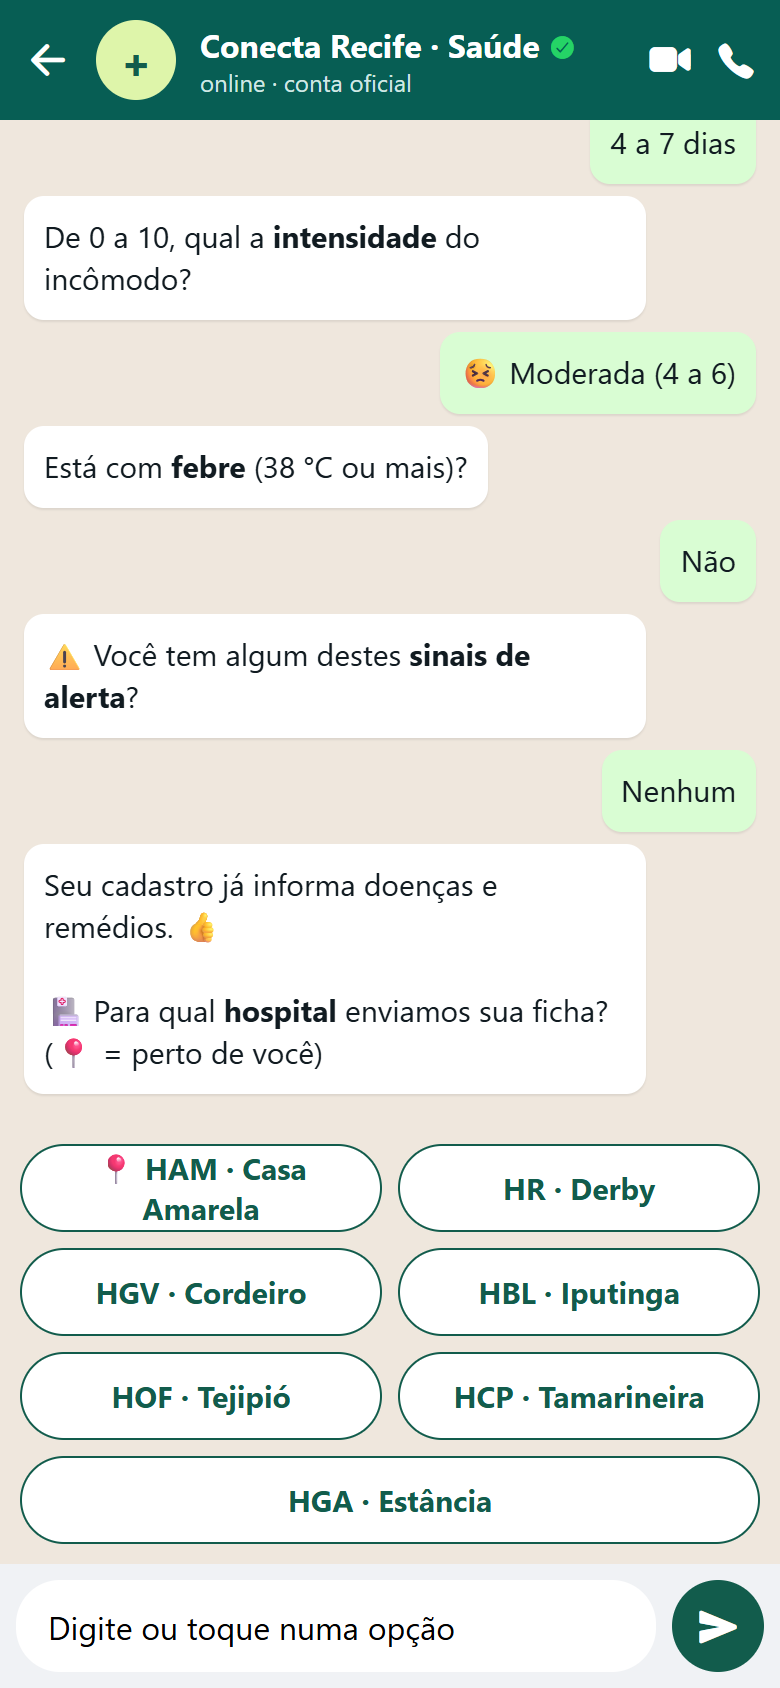 Conecta Recife · Saúde
online · conta oficial
4 a 7 dias
De 0 a 10, qual a intensidade do
incômodo?
😣 Moderada (4 a 6)
Está com febre (38 °C ou mais)?
Não
⚠️ Você tem algum destes sinais de
alerta?
Nenhum
Seu cadastro já informa doenças e
remédios. 👍
🏥 Para qual hospital enviamos sua ficha?
(📍 = perto de você)
📍 HAM · Casa
Amarela
HR · Derby
HGV · Cordeiro
HBL · Iputinga
HOF · Tejipió
HCP · Tamarineira
HGA · Estância
Digite ou toque numa opção